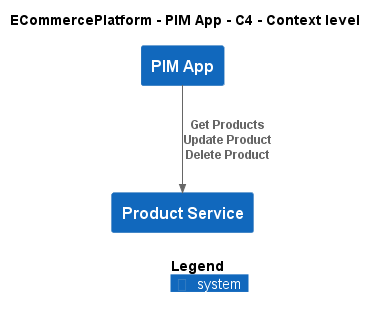 ECommercePlatform - PIM App - C4 - Context level
PIM App
Get Products
Update Product
Delete Product
Product Service
Legend
system